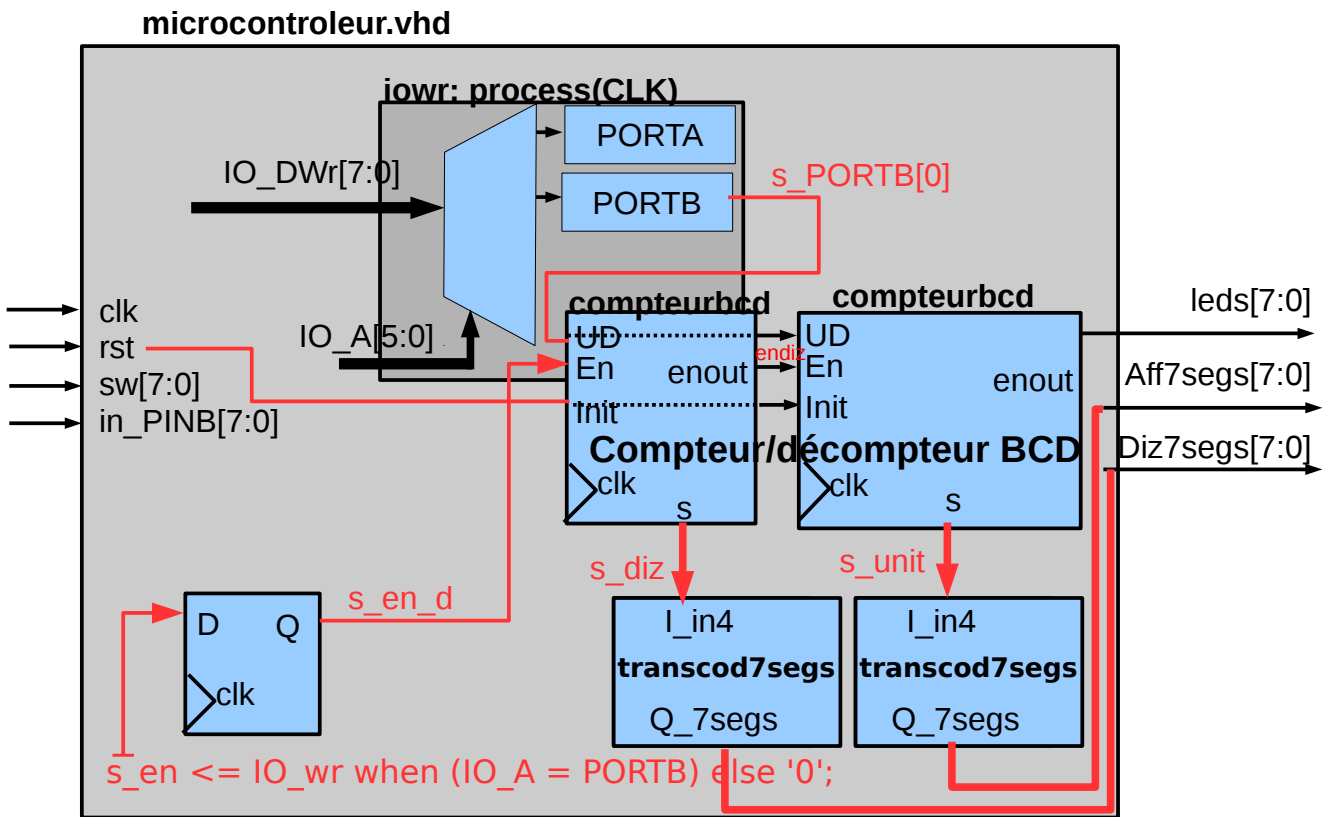 microcontroleur.vhd
iowr: process(CLK)
PORTA
IO_DWr[7:0]
s_PORTB[0]
PORTB
compteurbcd
compteurbcd
leds[7:0]
clk
IO_A[5:0]
UD
UD
rst
endiz
En
enout
En
enout
Aff7segs[7:0]
sw[7:0]
Init
Init
in_PINB[7:0]
Compteur/décompteur BCD
Diz7segs[7:0]
clk
clk
s
s
s_diz
s_unit
s_en_d
D
Q
I_in4
I_in4
transcod7segs
transcod7segs
clk
Q_7segs
Q_7segs
s_en <= IO_wr when (IO_A = PORTB) else '0';